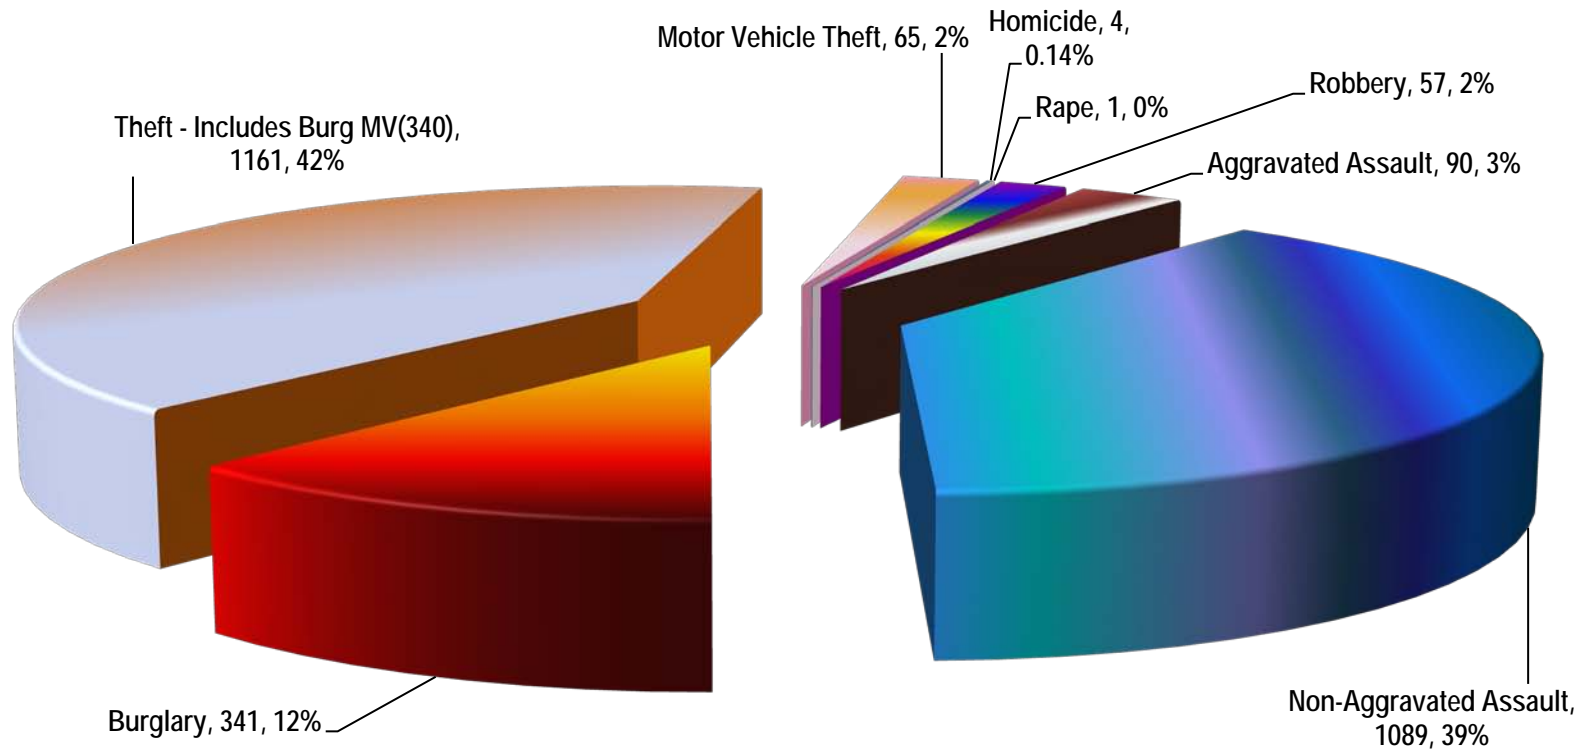 Motor Vehicle Theft, 65, 2%
Homicide, 4,
0.14%
Rape, 1, 0%
Robbery, 57, 2%
Theft - Includes Burg MV(340),
1161, 42%
Aggravated Assault, 90, 3%
Burglary, 341, 12%
Non-Aggravated Assault,
1089, 39%